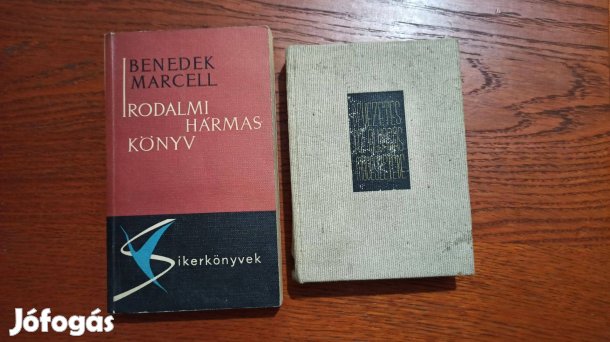 BENEDEK
MARCELL
IRODALMI
HÁRMAS
KÖNYV
Sikerkönyvek
Jófogás